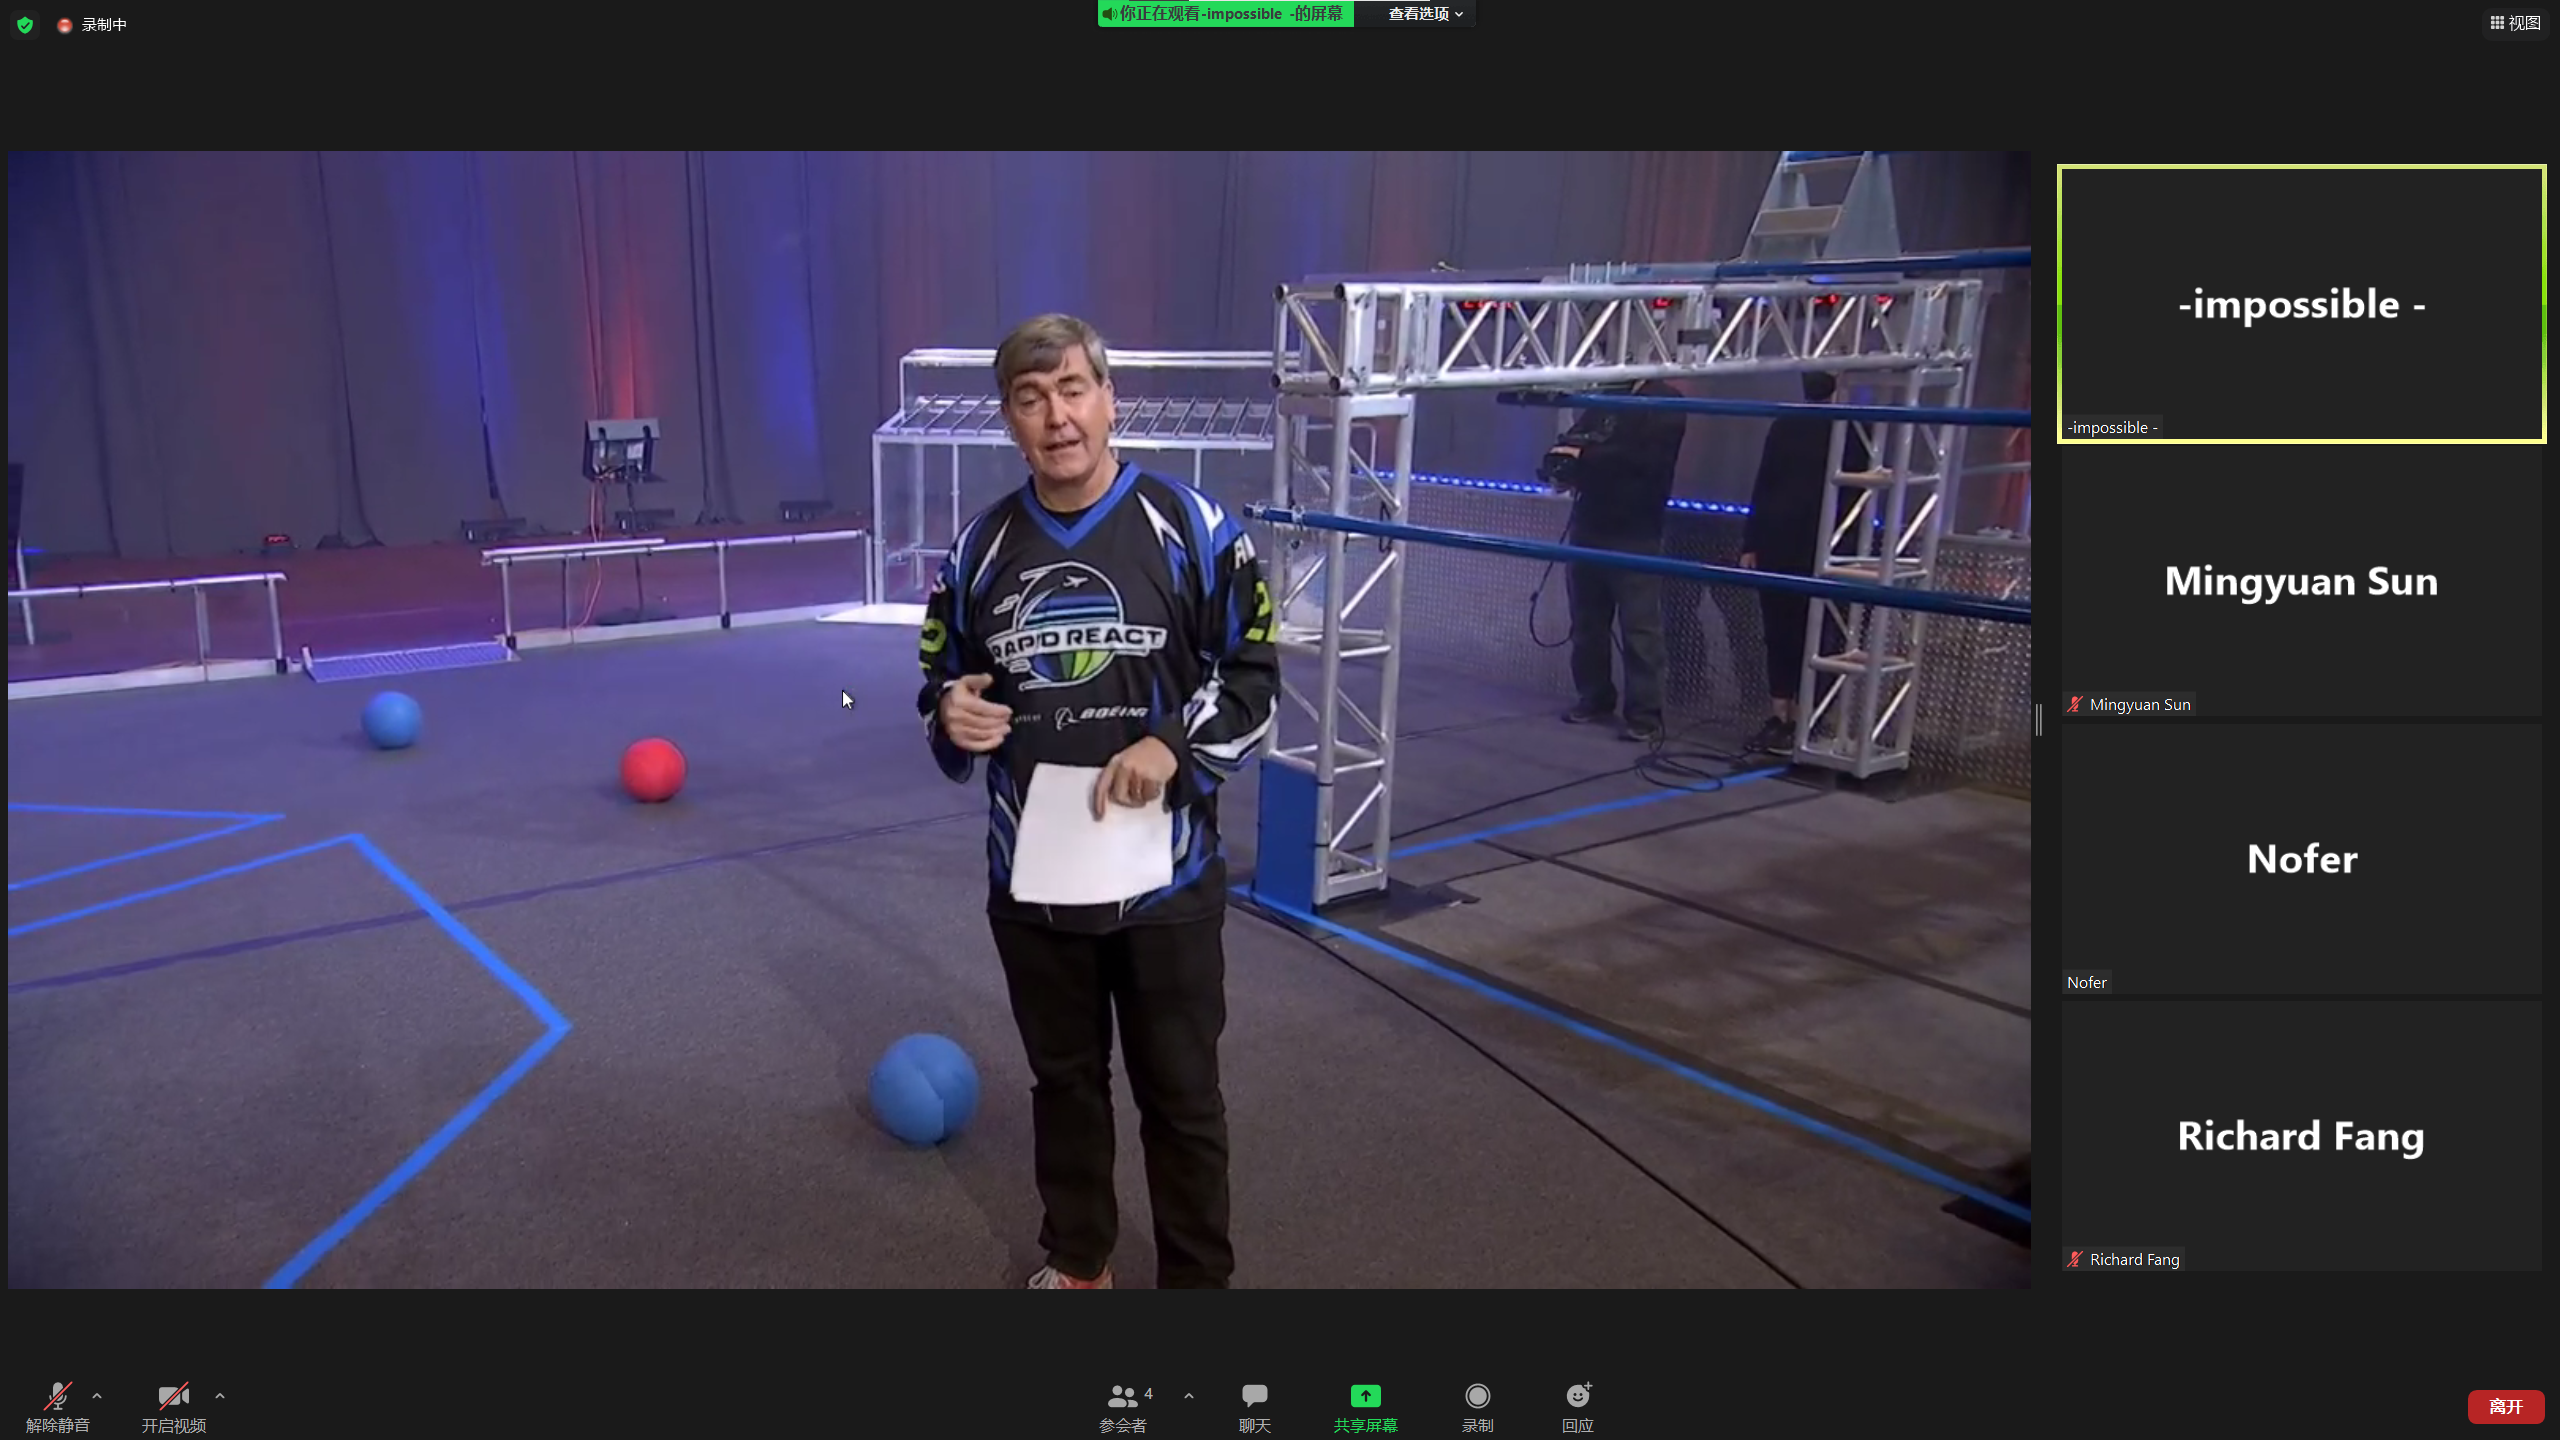 录制中
你正在观看-impossible -的屏幕
查看选项
视图
RAPID REACT
BOEING
-impossible -
-impossible -
Mingyuan Sun
Mingyuan Sun
Nofer
Nofer
Richard Fang
Richard Fang
解除静音
开启视频
4
参会者
聊天
共享屏幕
录制
回应
离开